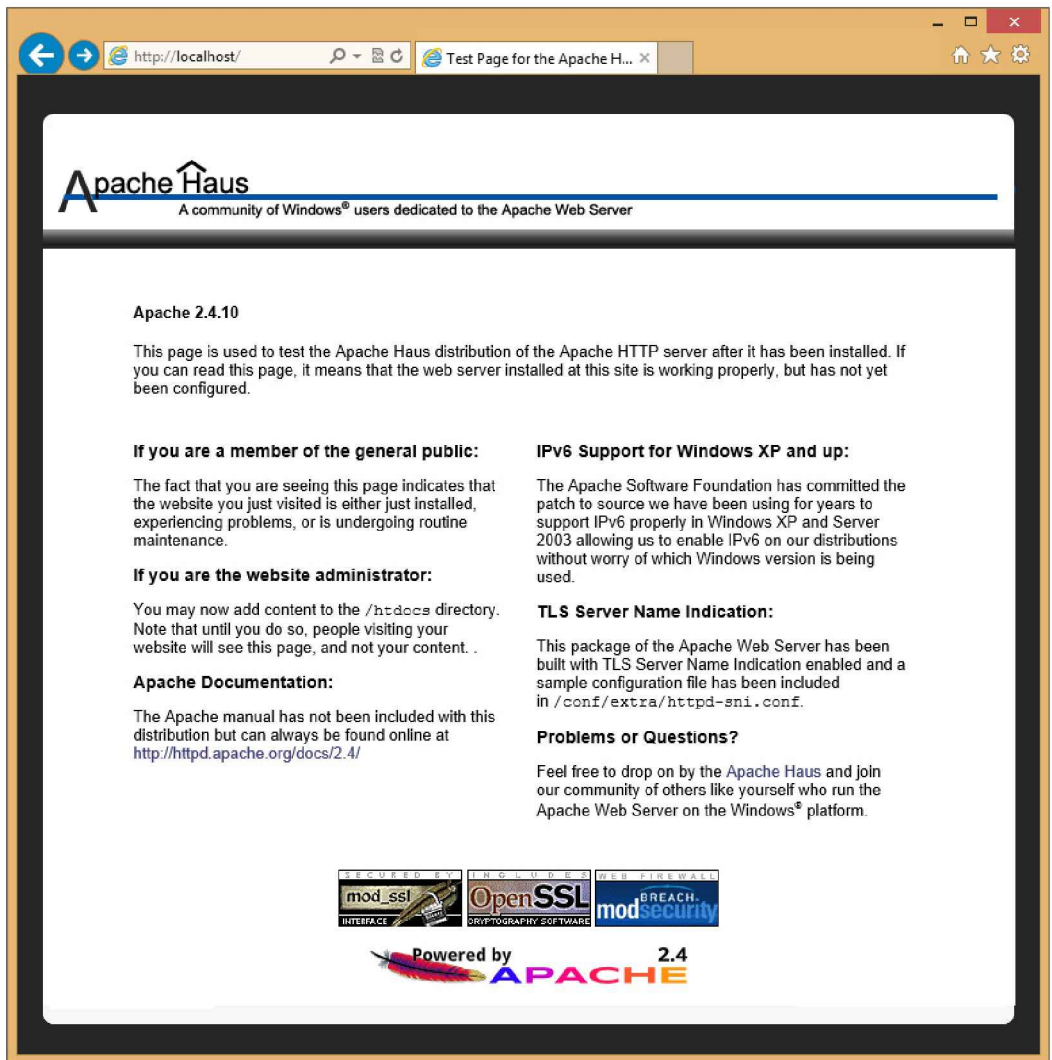 http://localhost/
Test Page for the Apache H...
Apache Haus
A community of Windows® users dedicated to the Apache Web Server
Apache 2.4.10
This page is used to test the Apache Haus distribution of the Apache HTTP server after it has been installed. If
you can read this page, it means that the web server installed at this site is working properly, but has not yet
been configured.
If you are a member of the general public:
The fact that you are seeing this page indicates that
the website you just visited is either just installed,
experiencing problems, or is undergoing routine
maintenance.
If you are the website administrator:
You may now add content to the /htdocs directory.
Note that until you do so, people visiting your
website will see this page, and not your content. .
Apache Documentation:
The Apache manual has not been included with this
distribution but can always be found online at
http://httpd.apache.org/docs/2.4/
IPv6 Support for Windows XP and up:
The Apache Software Foundation has committed the
patch to source we have been using for years to
support IPv6 properly in Windows XP and Server
2003 allowing us to enable IPv6 on our distributions
without worry of which Windows version is being
used.
TLS Server Name Indication:
This package of the Apache Web Server has been
built with TLS Server Name Indication enabled and a
sample configuration file has been included
in /conf/extra/httpd-sni.conf.
Problems or Questions?
Feel free to drop on by the Apache Haus and join
our community of others like yourself who run the
Apache Web Server on the Windows® platform.
SECURED BY
mod_ssl
INTERFACE
INCLUDES
OpenSSL
CRYPTOGRAPHY SOFTWARE
WEB FIREWALL
BREACH
modsecurity
Powered by 2.4
APACHE